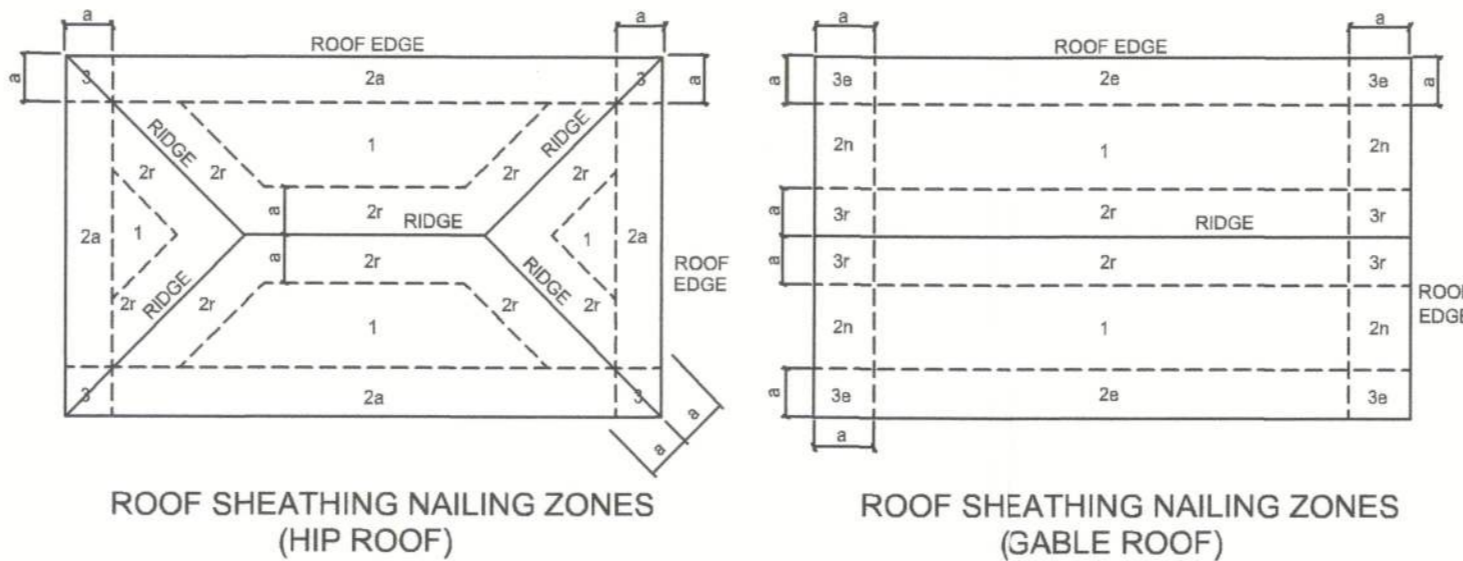 a
a
ROOF EDGE
a
3
2a
3
a
RIDGE
1
RIDGE
2r
2r
2r
2r
a
2r
RIDGE
2a
1
1
2a
a
2r
ROOF
EDGE
RIDGE
RIDGE
2r
2r
2r
2r
1
3
2a
3
a
a
ROOF SHEATHING NAILING ZONES
(HIP ROOF)
a
a
ROOF EDGE
a
3e
2e
3e
a
2n
1
2n
a
3r
2r
RIDGE
3r
a
3r
2r
3r
2n
1
2n
ROOF
EDGE
a
3e
2e
3e
a
ROOF SHEATHING NAILING ZONES
(GABLE ROOF)